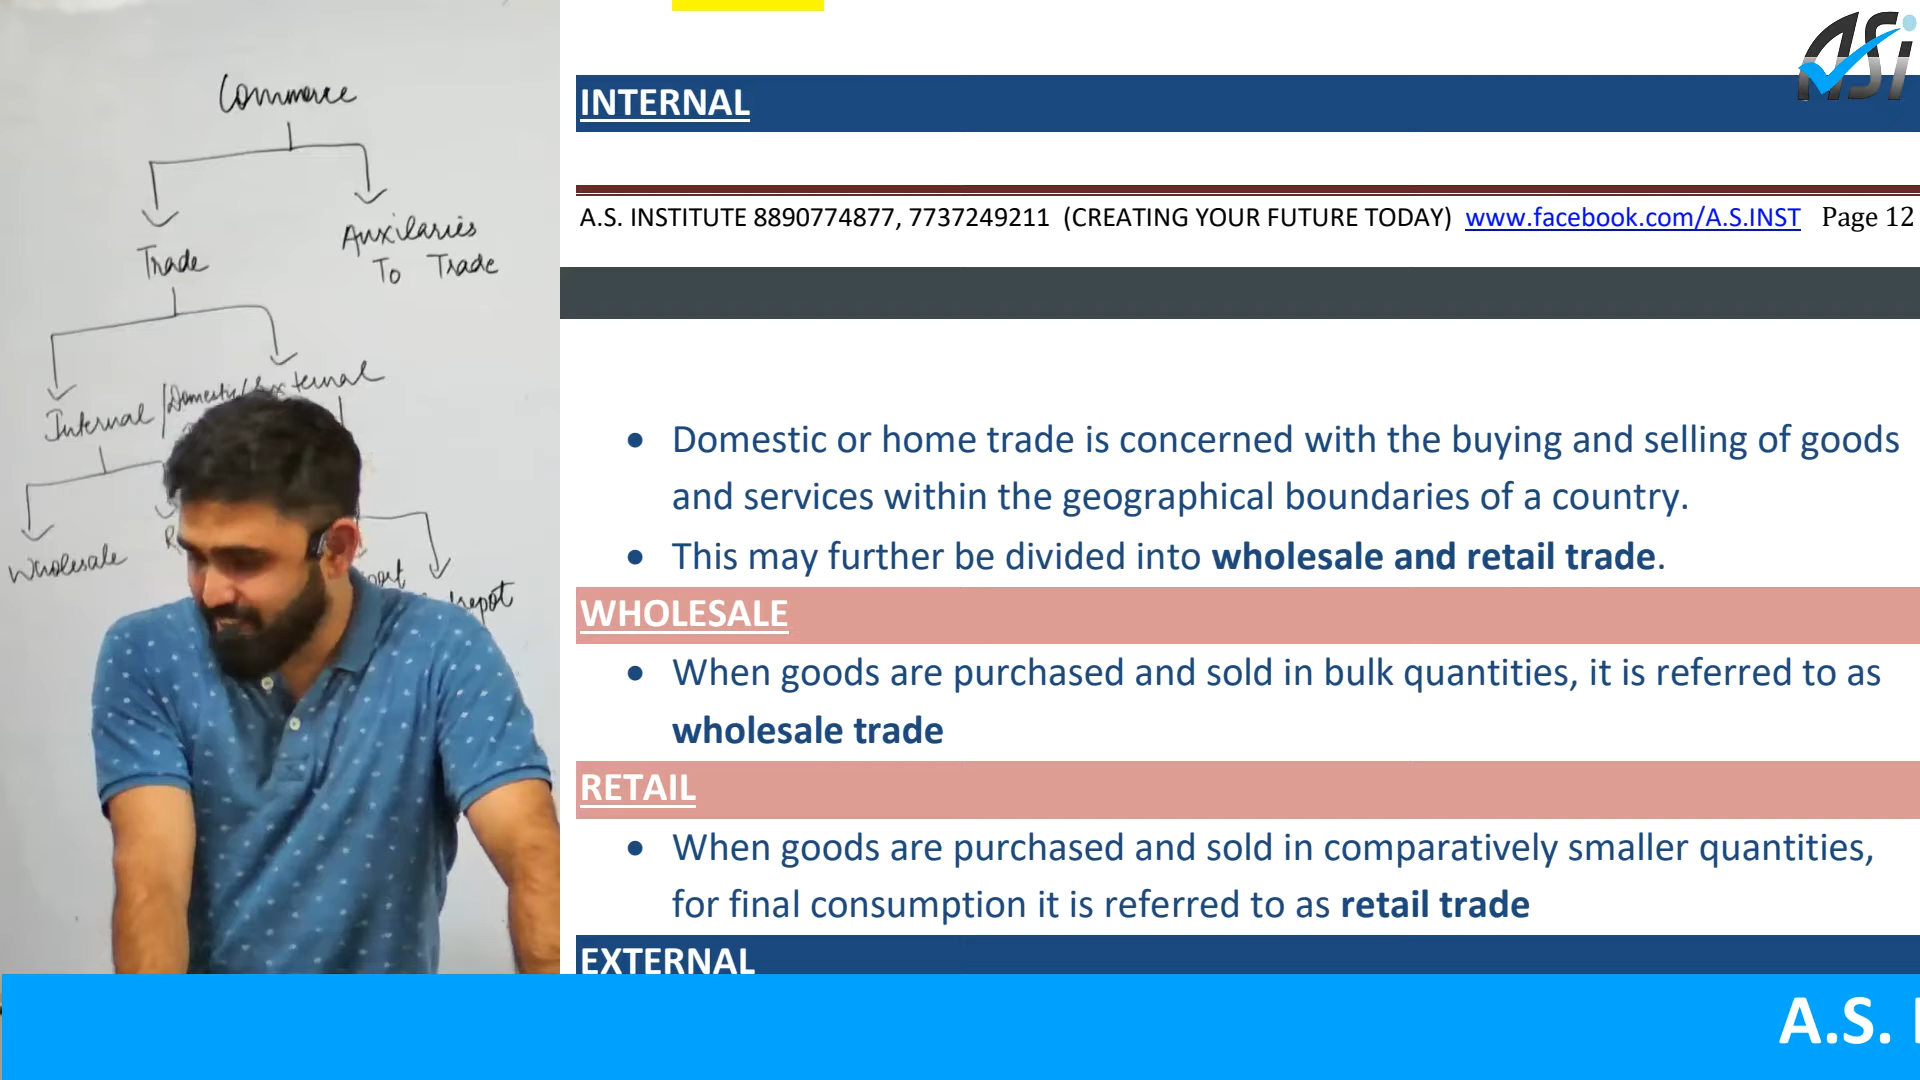 Commerce
Trade
Auxilaries
To Trade
Internal / Domestic / External
Wholesale
ASi
INTERNAL
A.S. INSTITUTE 8890774877, 7737249211 (CREATING YOUR FUTURE TODAY) www.facebook.com/A.S.INST Page 12
• Domestic or home trade is concerned with the buying and selling of goods
and services within the geographical boundaries of a country.
• This may further be divided into wholesale and retail trade.
WHOLESALE
• When goods are purchased and sold in bulk quantities, it is referred to as
wholesale trade
RETAIL
• When goods are purchased and sold in comparatively smaller quantities,
for final consumption it is referred to as retail trade
EXTERNAL
A.S.